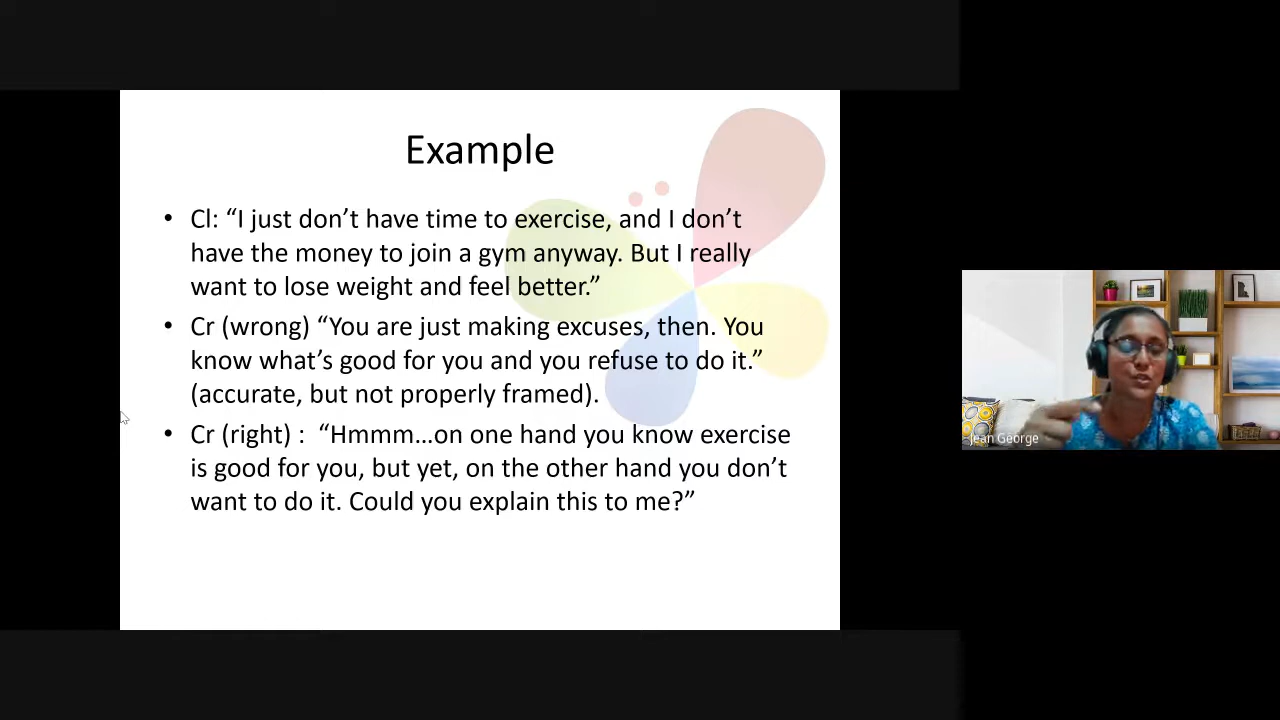 Example
• Cl: “I just don’t have time to exercise, and I don’t
have the money to join a gym anyway. But I really
want to lose weight and feel better.”
• Cr (wrong) “You are just making excuses, then. You
know what’s good for you and you refuse to do it.”
(accurate, but not properly framed).
• Cr (right) :  “Hmmm…on one hand you know exercise
is good for you, but yet, on the other hand you don’t
want to do it. Could you explain this to me?”
Jean George